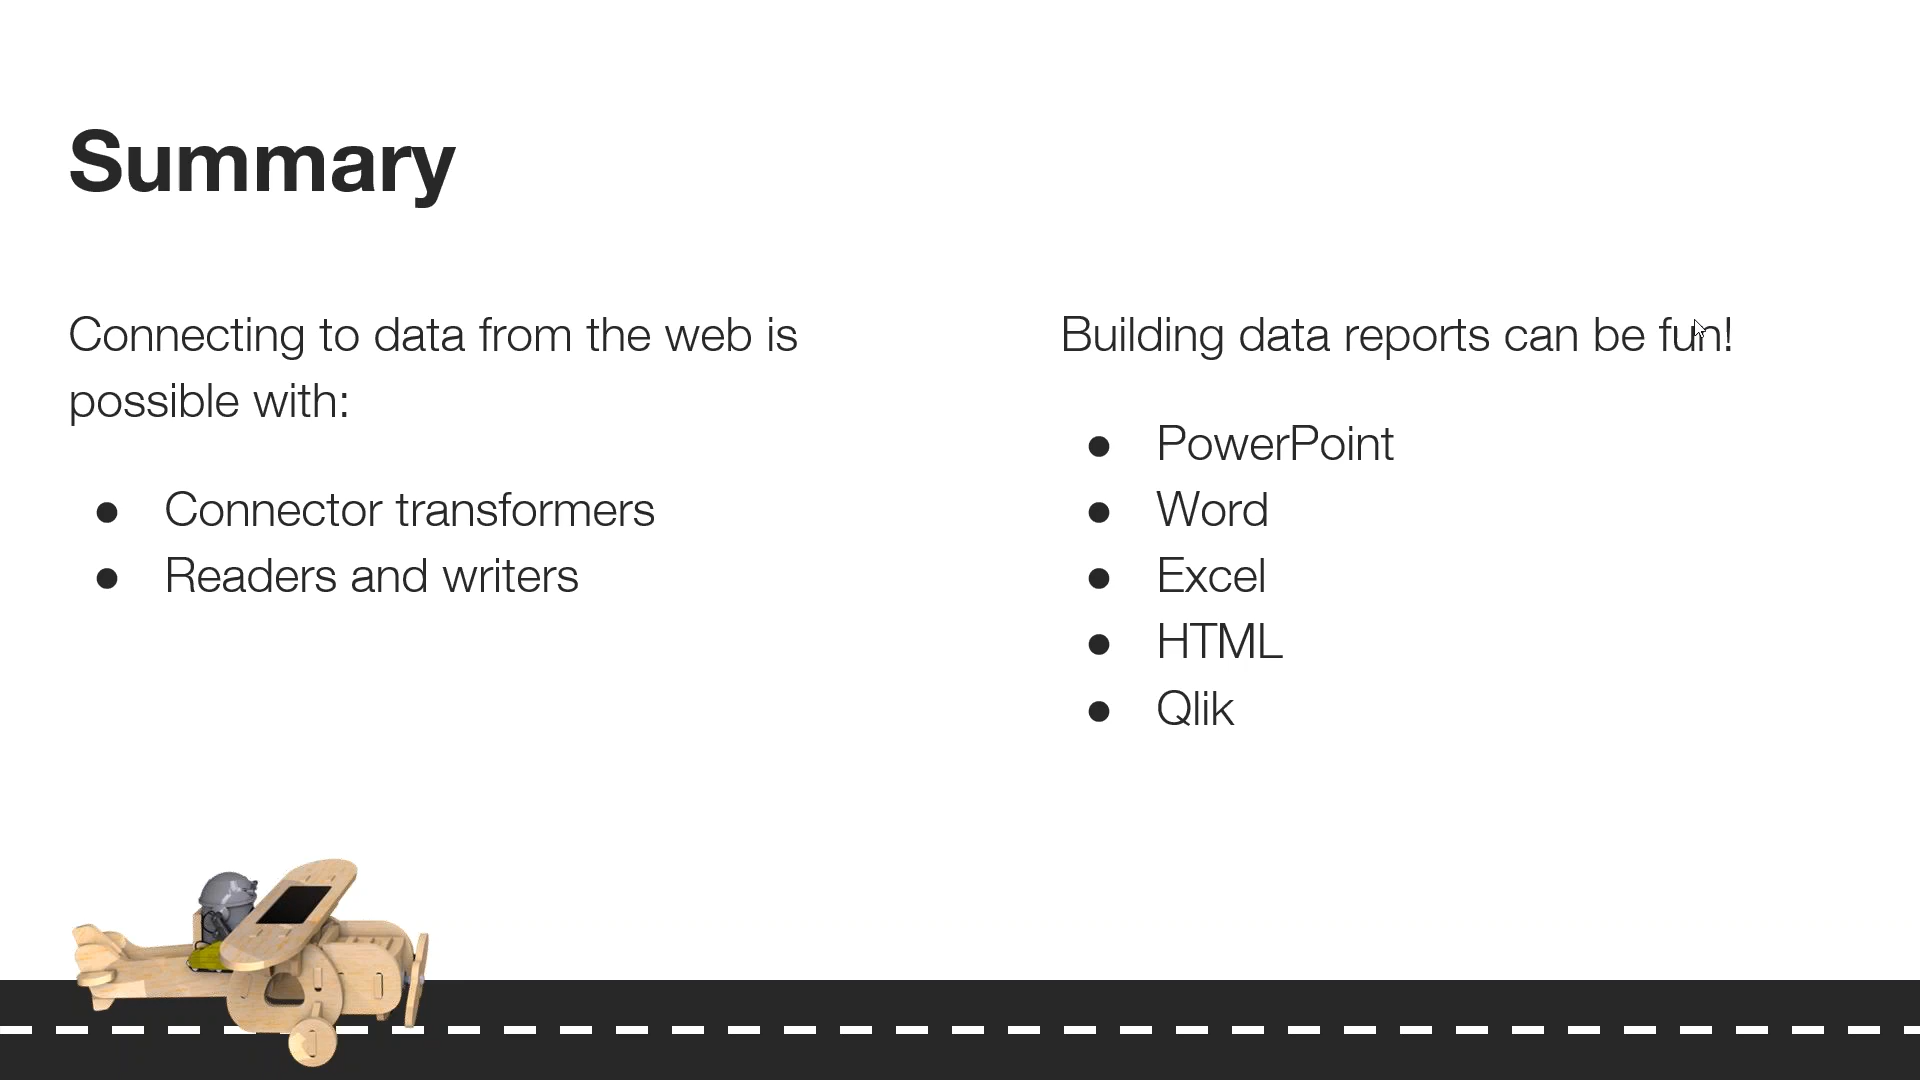 Summary
Connecting to data from the web is
possible with:
● Connector transformers
● Readers and writers
Building data reports can be fun!
● PowerPoint
● Word
● Excel
● HTML
● Qlik